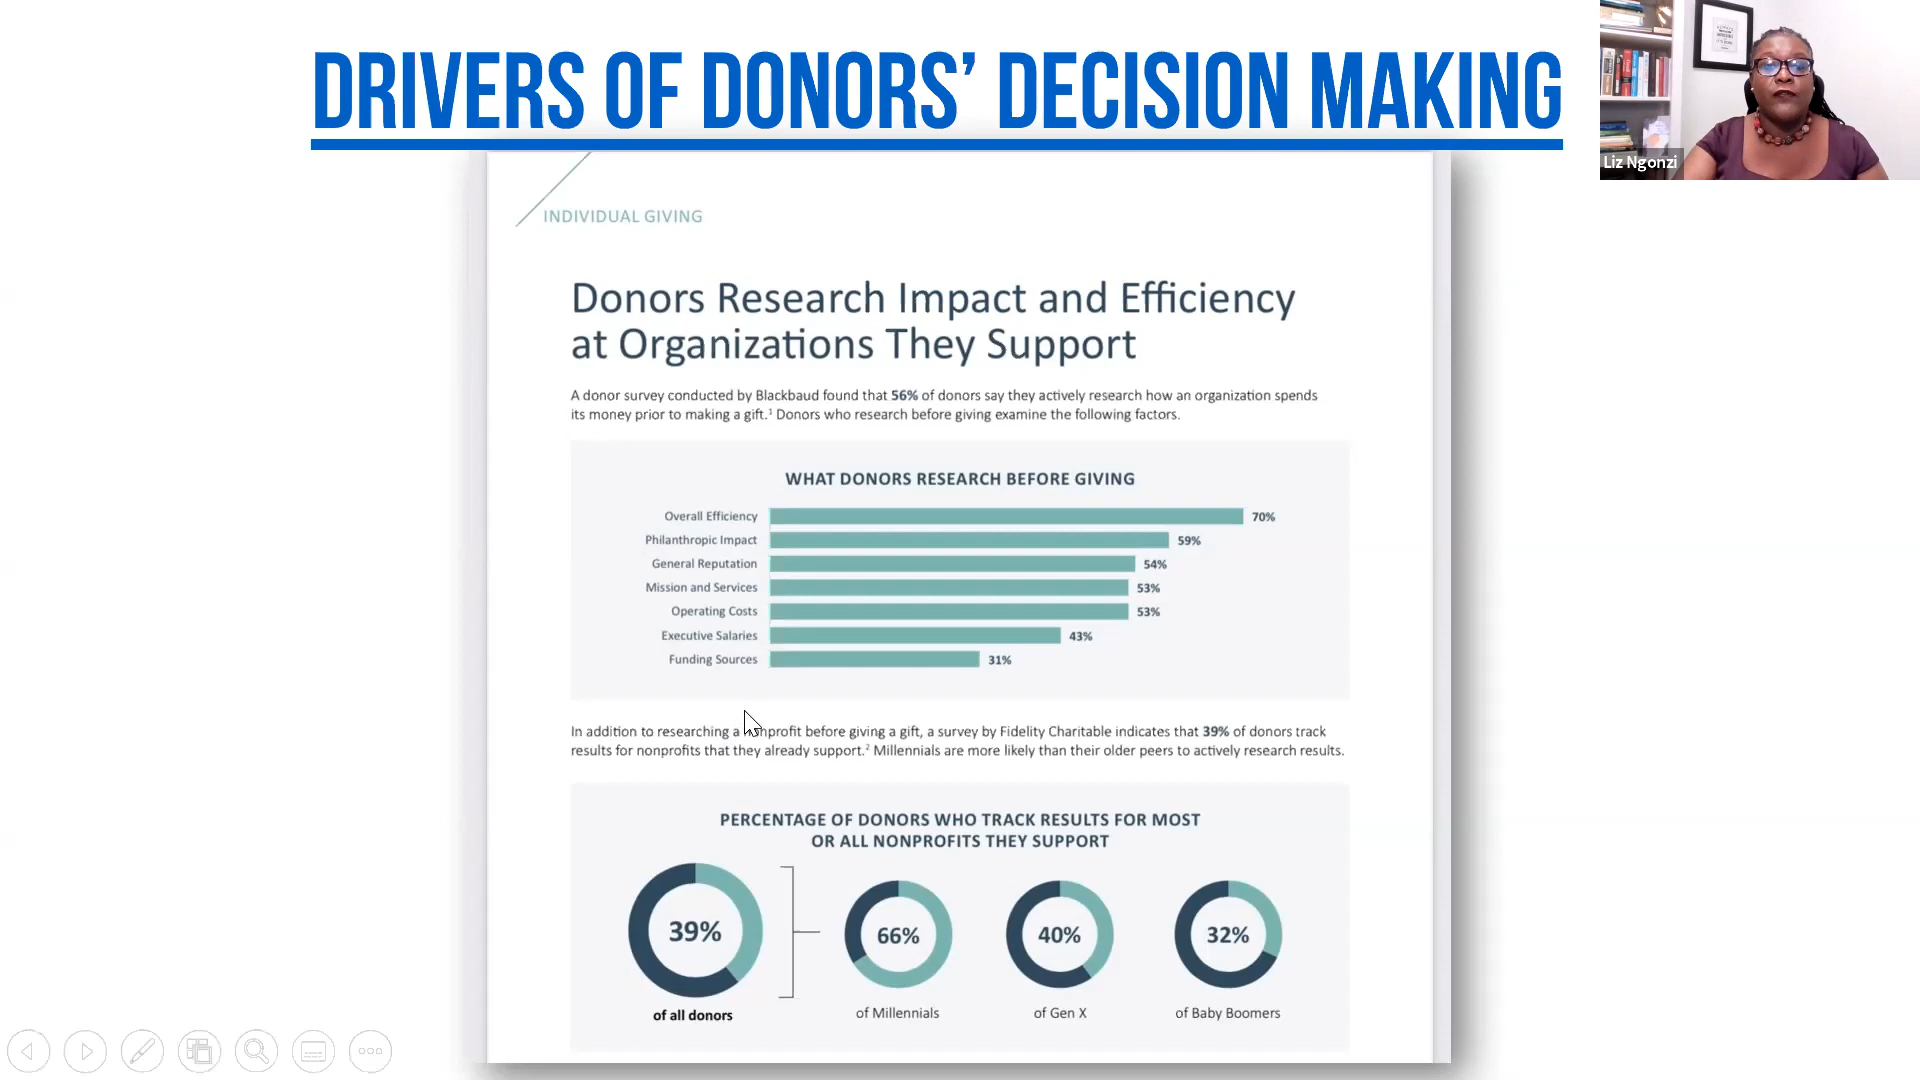 DRIVERS OF DONORS’ DECISION MAKING
Liz Ngonzi
INDIVIDUAL GIVING
Donors Research Impact and Efficiency
at Organizations They Support
A donor survey conducted by Blackbaud found that 56% of donors say they actively research how an organization spends
its money prior to making a gift.¹ Donors who research before giving examine the following factors.
WHAT DONORS RESEARCH BEFORE GIVING
Overall Efficiency 70%
Philanthropic Impact 59%
General Reputation 54%
Mission and Services 53%
Operating Costs 53%
Executive Salaries 43%
Funding Sources 31%
In addition to researching a nonprofit before giving a gift, a survey by Fidelity Charitable indicates that 39% of donors track
results for nonprofits that they already support.² Millennials are more likely than their older peers to actively research results.
PERCENTAGE OF DONORS WHO TRACK RESULTS FOR MOST
OR ALL NONPROFITS THEY SUPPORT
39% 66% 40% 32%
of all donors of Millennials of Gen X of Baby Boomers